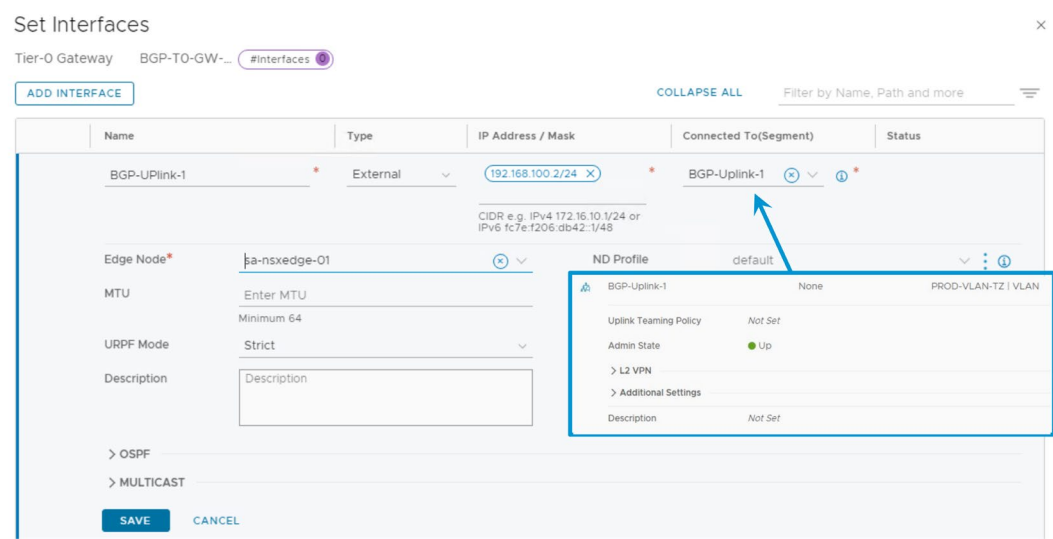 Set Interfaces
Tier-0 Gateway BGP-T0-GW-... #Interfaces 0
ADD INTERFACE COLLAPSE ALL Filter by Name, Path and more
Name Type IP Address / Mask Connected To(Segment) Status
BGP-UPlink-1 * External 192.168.100.2/24 X * BGP-Uplink-1 *
CIDR e.g. IPv4 172.16.10.1/24 or
IPv6 fc7e:f206:db42::1/48
Edge Node* sa-nsxedge-01 ND Profile default
MTU Enter MTU
Minimum 64
URPF Mode Strict
Description Description
BGP-Uplink-1 None PROD-VLAN-TZ | VLAN
Uplink Teaming Policy Not Set
Admin State Up
> L2 VPN
> Additional Settings
Description Not Set
> OSPF
> MULTICAST
SAVE CANCEL